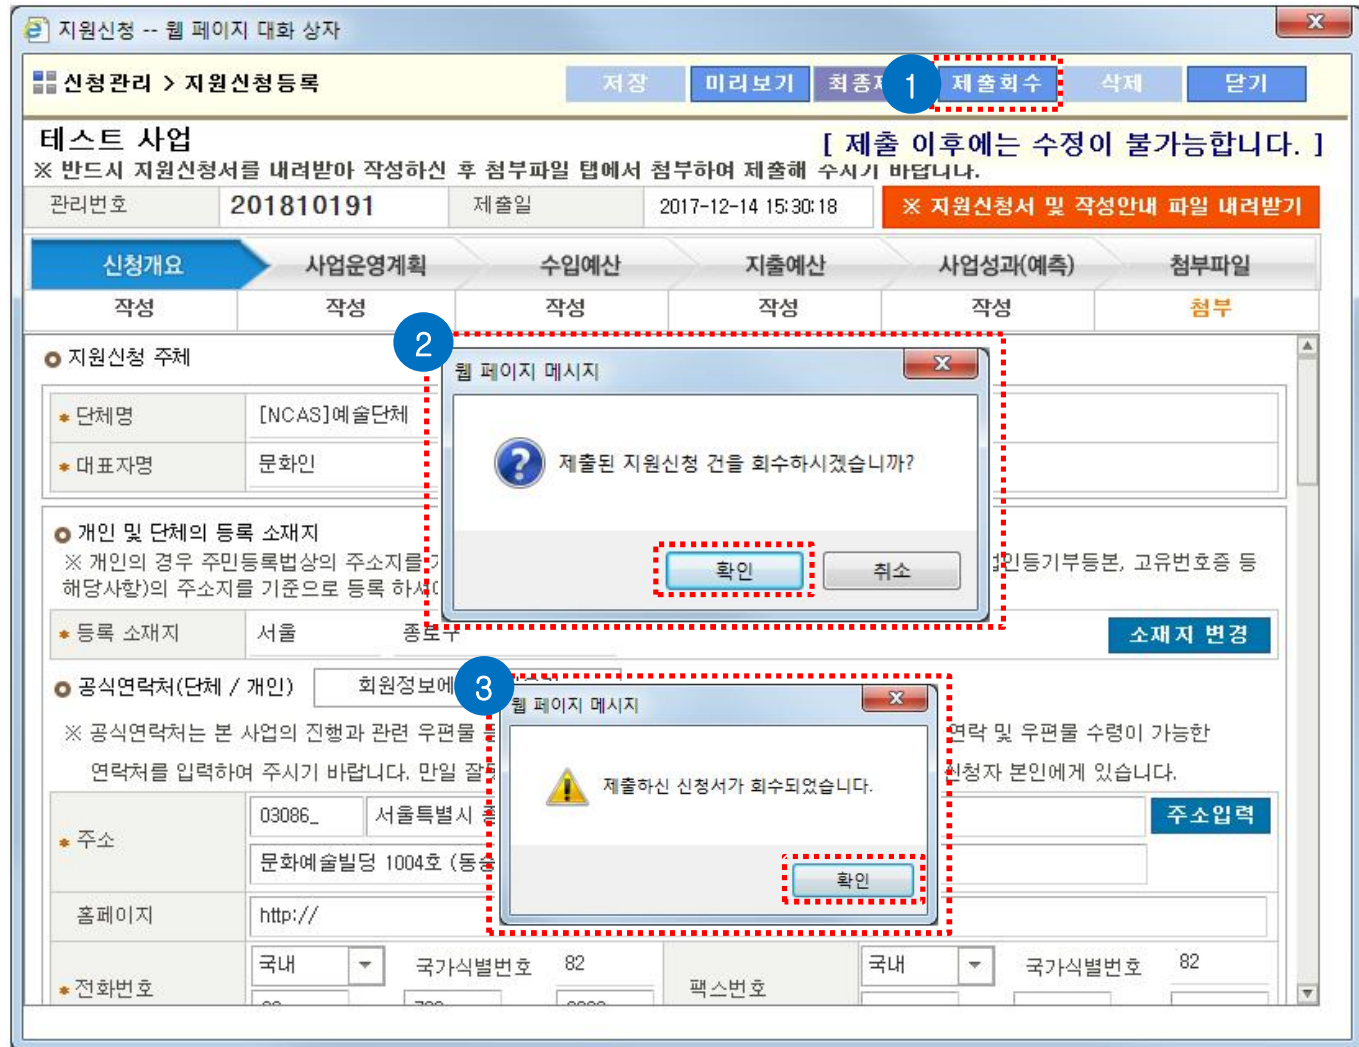 지원신청 -- 웹 페이지 대화 상자
신청관리 > 지원신청등록
저장 미리보기 최종 1 제출회수 삭제 닫기
테스트 사업
[ 제출 이후에는 수정이 불가능합니다. ]
※ 반드시 지원신청서를 내려받아 작성하신 후 첨부파일 탭에서 첨부하여 제출해 주시기 바랍니다.
관리번호 201810191 제출일 2017-12-14 15:30:18 ※ 지원신청서 및 작성안내 파일 내려받기
신청개요 사업운영계획 수입예산 지출예산 사업성과(예측) 첨부파일
작성 작성 작성 작성 작성 첨부
지원신청 주체
2
웹 페이지 메시지
* 단체명 [NCAS]예술단체
* 대표자명 문화인
제출된 지원신청 건을 회수하시겠습니까?
확인 취소
개인 및 단체의 등록 소재지
※ 개인의 경우 주민등록법상의 주소지를 법인등기부등본, 고유번호증 등
해당사항)의 주소지를 기준으로 등록
* 등록 소재지 서울 종로구 소재지 변경
공식연락처(단체 / 개인) 회원정보에
3
웹 페이지 메시지
※ 공식연락처는 본 사업의 진행과 관련 우편물 연락 및 우편물 수령이 가능한
연락처를 입력하여 주시기 바랍니다. 만일 신청자 본인에게 있습니다.
제출하신 신청서가 회수되었습니다.
확인
* 주소 03086_ 서울특별시 주소입력
문화예술빌딩 1004호
홈페이지 http://
* 전화번호 국내 국가식별번호 82 팩스번호 국내 국가식별번호 82